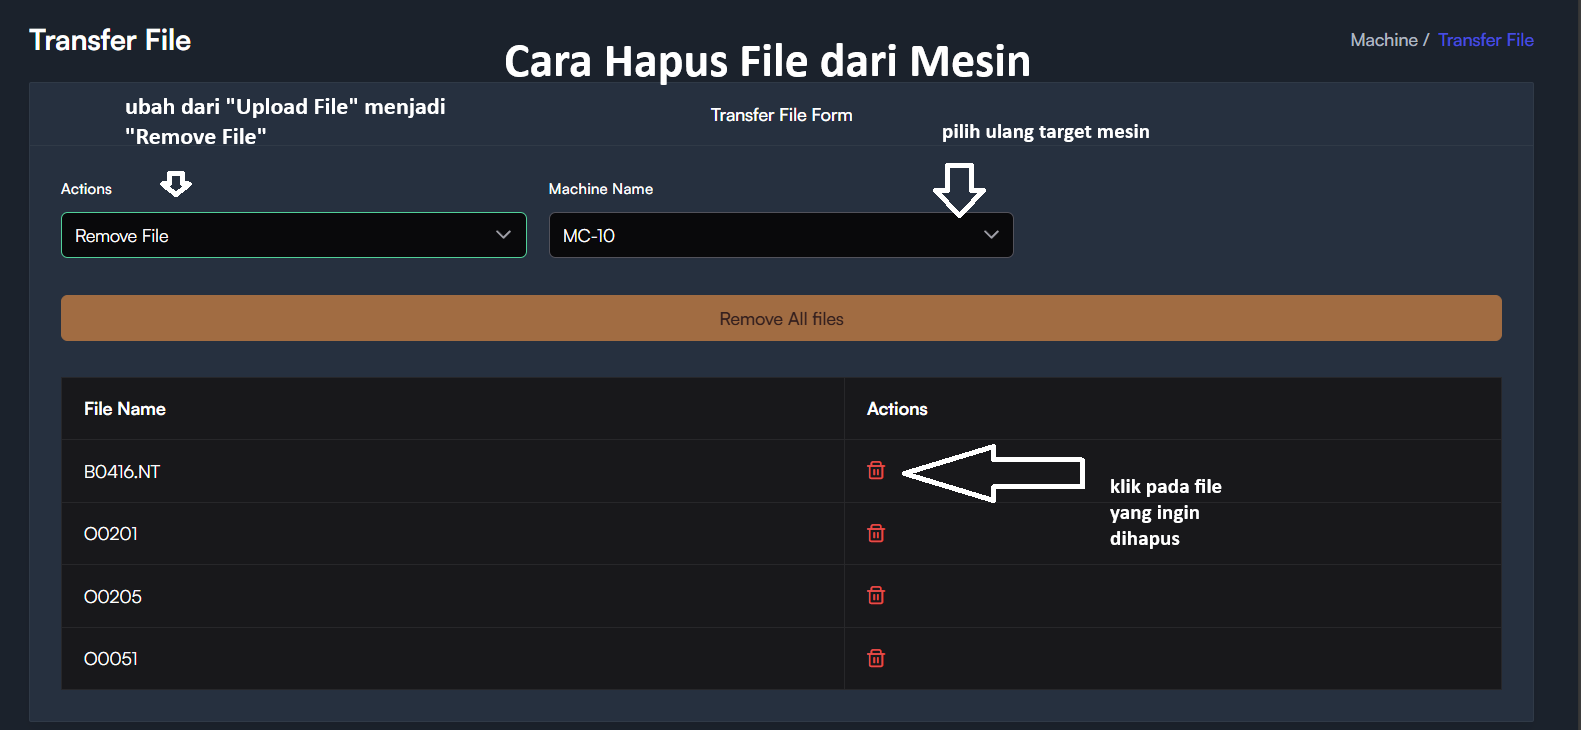 Transfer File
Cara Hapus File dari Mesin
Machine / Transfer File
ubah dari "Upload File" menjadi
"Remove File"
Transfer File Form
pilih ulang target mesin
Actions
Machine Name
Remove File
MC-10
Remove All files
File Name
Actions
B0416.NT
O0201
O0205
O0051
klik pada file
yang ingin
dihapus